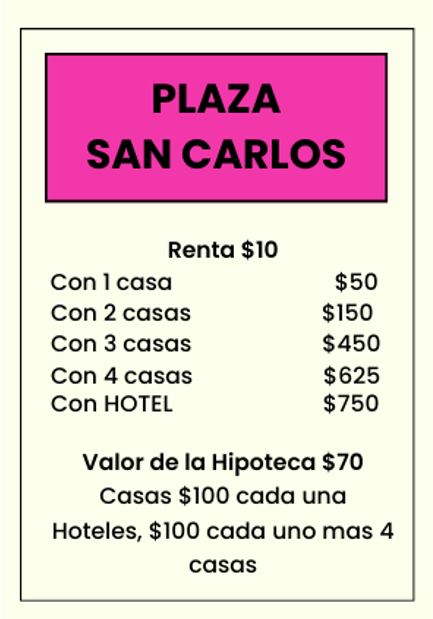 PLAZA
SAN CARLOS
Renta $10
Con 1 casa $50
Con 2 casas $150
Con 3 casas $450
Con 4 casas $625
Con HOTEL $750
Valor de la Hipoteca $70
Casas $100 cada una
Hoteles, $100 cada uno mas 4
casas